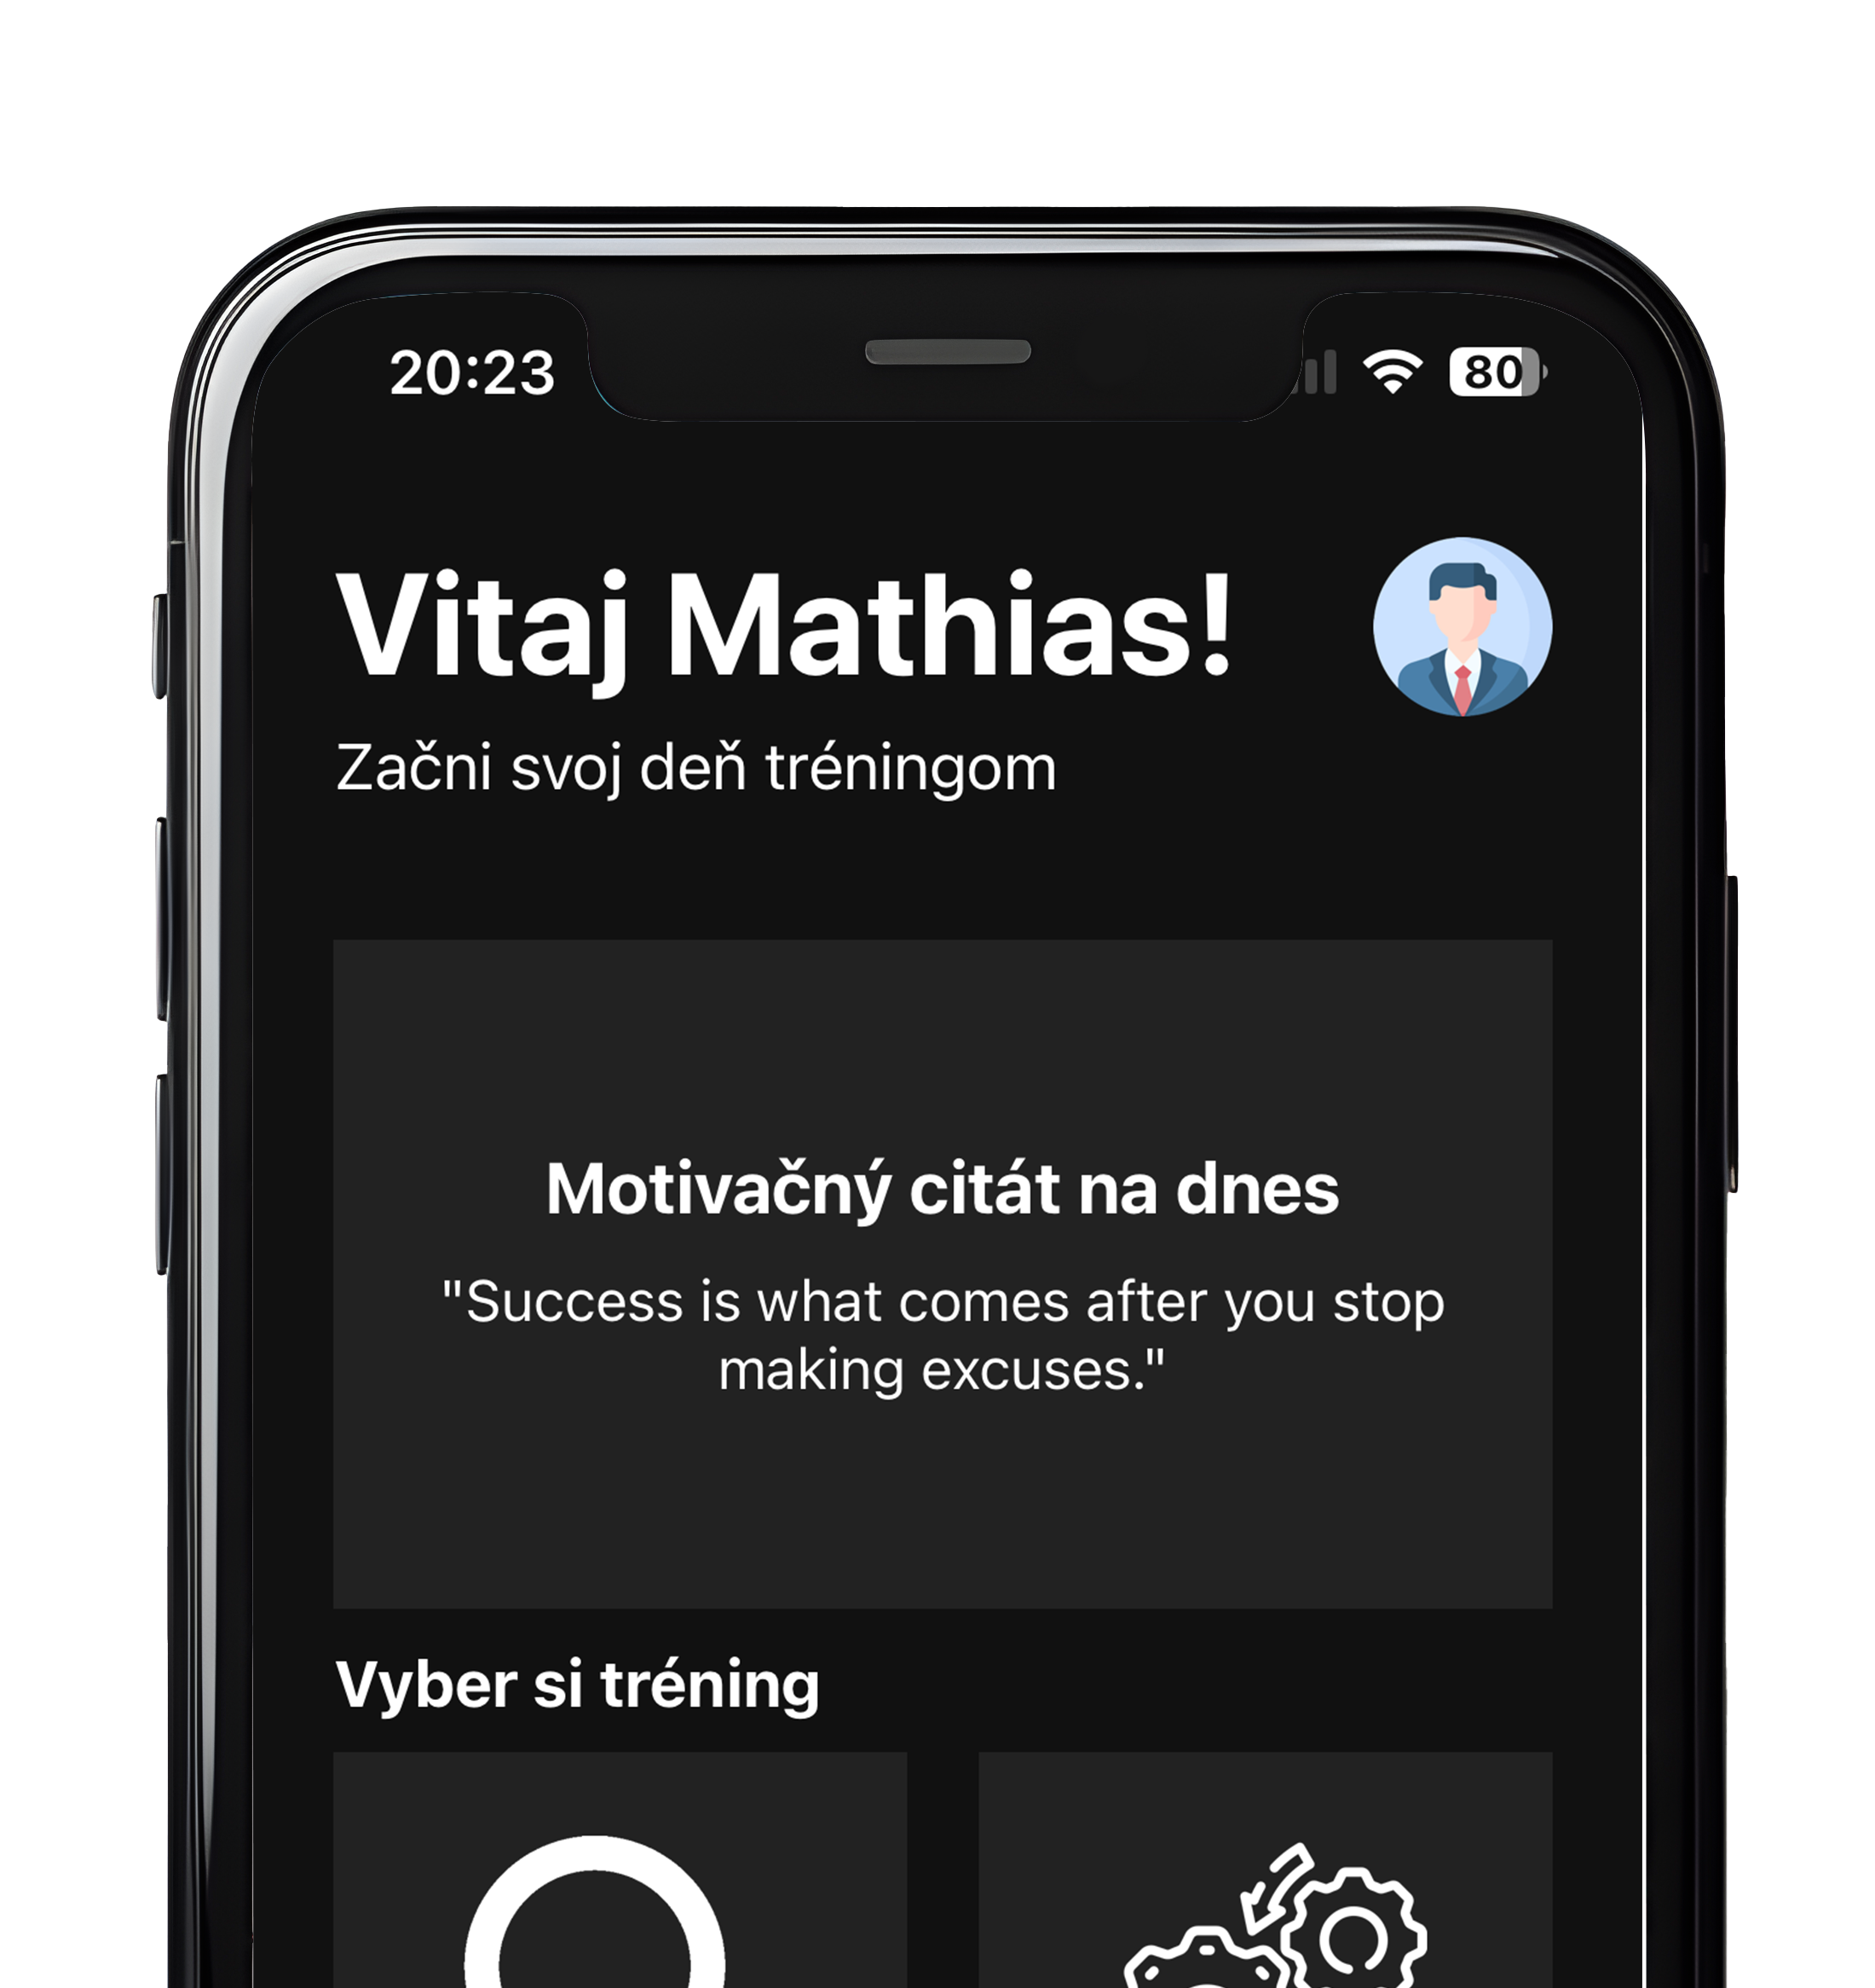 20:23
80
Vitaj Mathias!
Začni svoj deň tréningom
Motivačný citát na dnes
"Success is what comes after you stop
making excuses."
Vyber si tréning